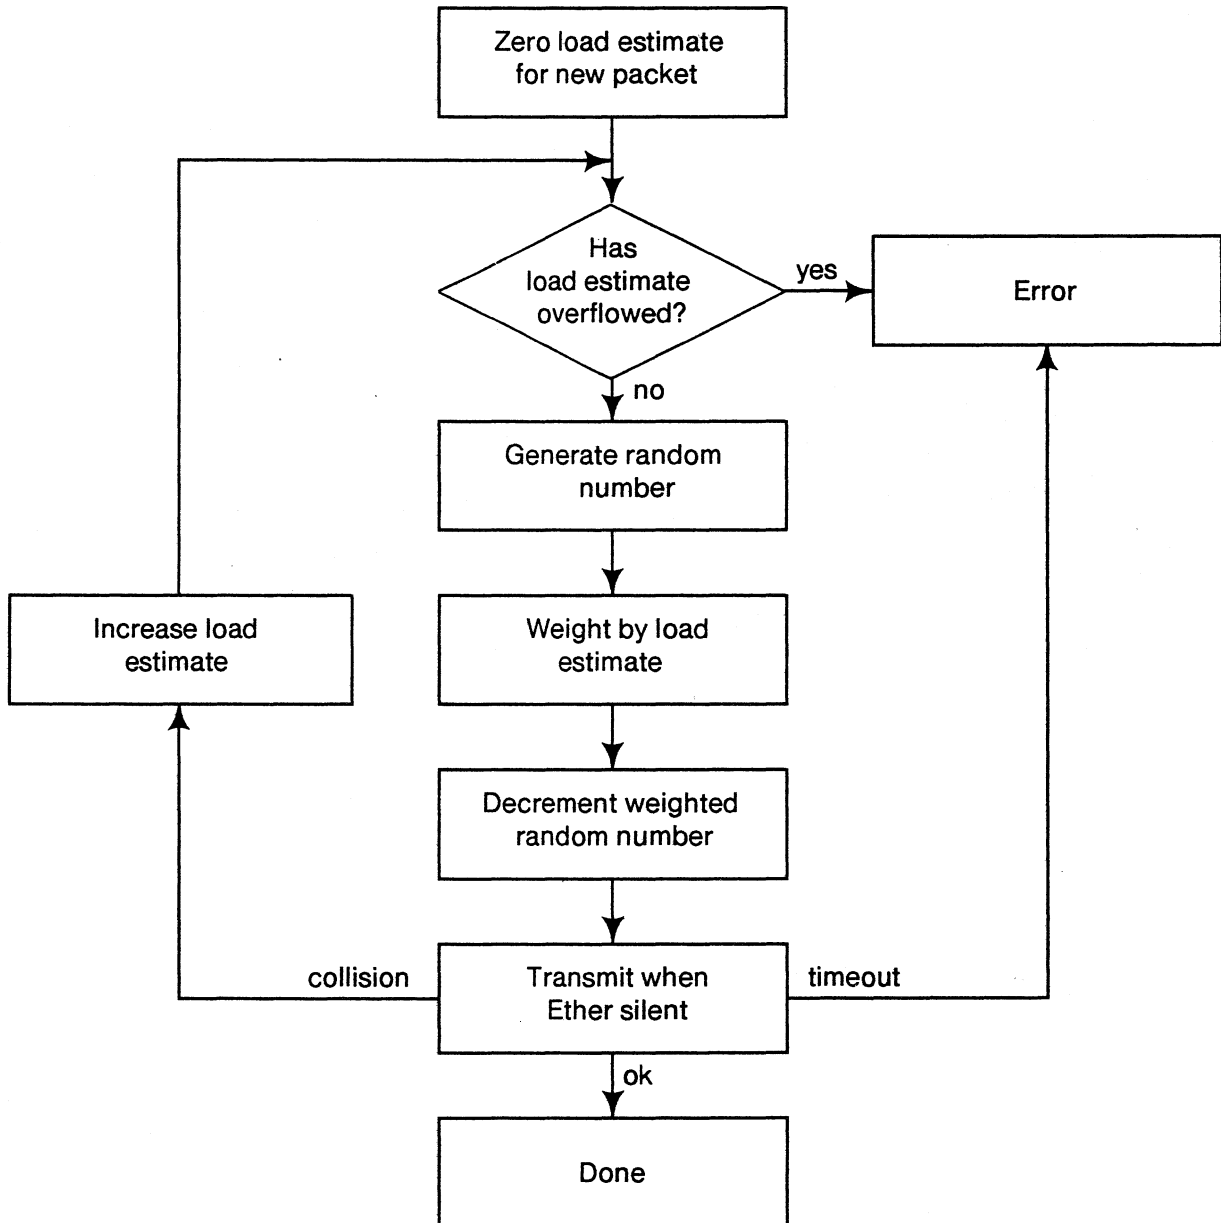 Zero load estimate
for new packet
Has
load estimate
overflowed?
yes
Error
no
Generate random
number
Increase load
estimate
Weight by load
estimate
Decrement weighted
random number
collision
Transmit when
Ether silent
timeout
ok
Done